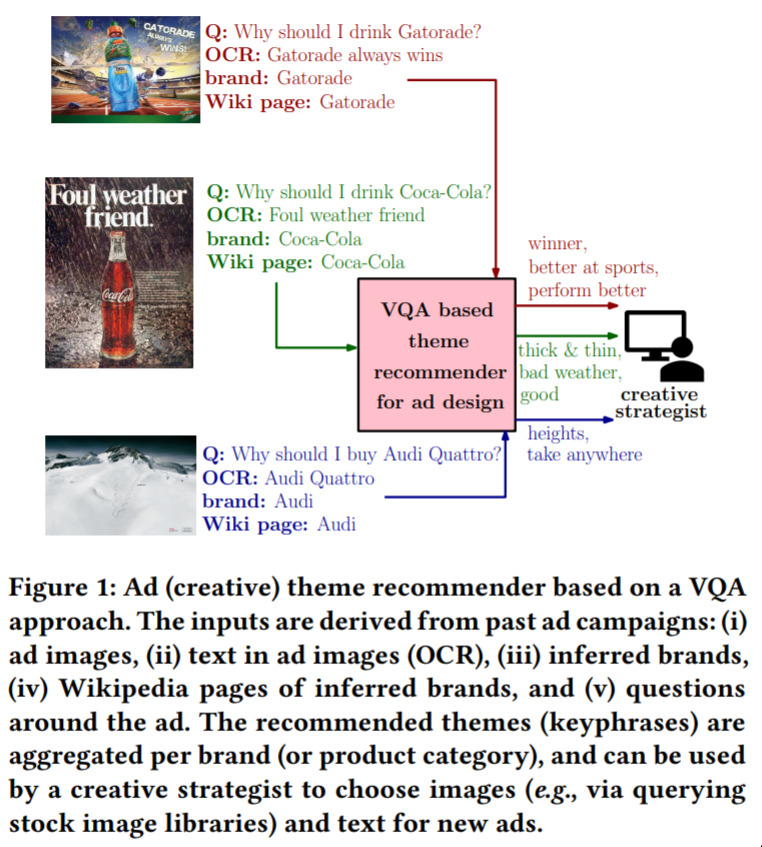 GATORADE
ALWAYS
WINS!
Q: Why should I drink Gatorade?
OCR: Gatorade always wins
brand: Gatorade
Wiki page: Gatorade
Foul weather
friend.
Coca-Cola
Q: Why should I drink Coca-Cola?
OCR: Foul weather friend
brand: Coca-Cola
Wiki page: Coca-Cola
VQA based
theme
recommender
for ad design
winner,
better at sports,
perform better
thick & thin,
bad weather,
good
creative
strategist
heights,
take anywhere
Q: Why should I buy Audi Quattro?
OCR: Audi Quattro
brand: Audi
Wiki page: Audi
Figure 1: Ad (creative) theme recommender based on a VQA
approach. The inputs are derived from past ad campaigns: (i)
ad images, (ii) text in ad images (OCR), (iii) inferred brands,
(iv) Wikipedia pages of inferred brands, and (v) questions
around the ad. The recommended themes (keyphrases) are
aggregated per brand (or product category), and can be used
by a creative strategist to choose images (e.g., via querying
stock image libraries) and text for new ads.